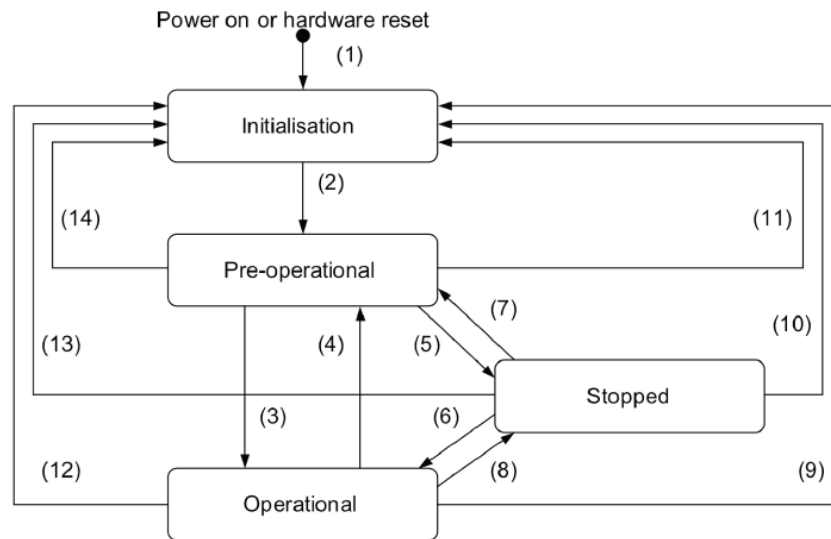 Power on or hardware reset
(1)
Initialisation
(2)
(14)
(11)
Pre-operational
(7)
(13)
(4)
(5)
(10)
Stopped
(3)
(6)
(12)
(8)
(9)
Operational